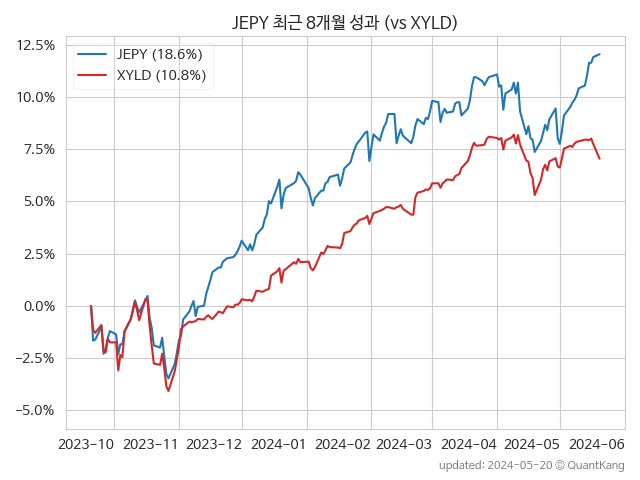 JEPY 최근 8개월 성과 (vs XYLD)
JEPY (18.6%)
XYLD (10.8%)
12.5%
10.0%
7.5%
5.0%
2.5%
0.0%
−2.5%
−5.0%
2023−10 2023−11 2023−12 2024−01 2024−02 2024−03 2024−04 2024−05 2024−06
updated: 2024-05-20 © QuantKang